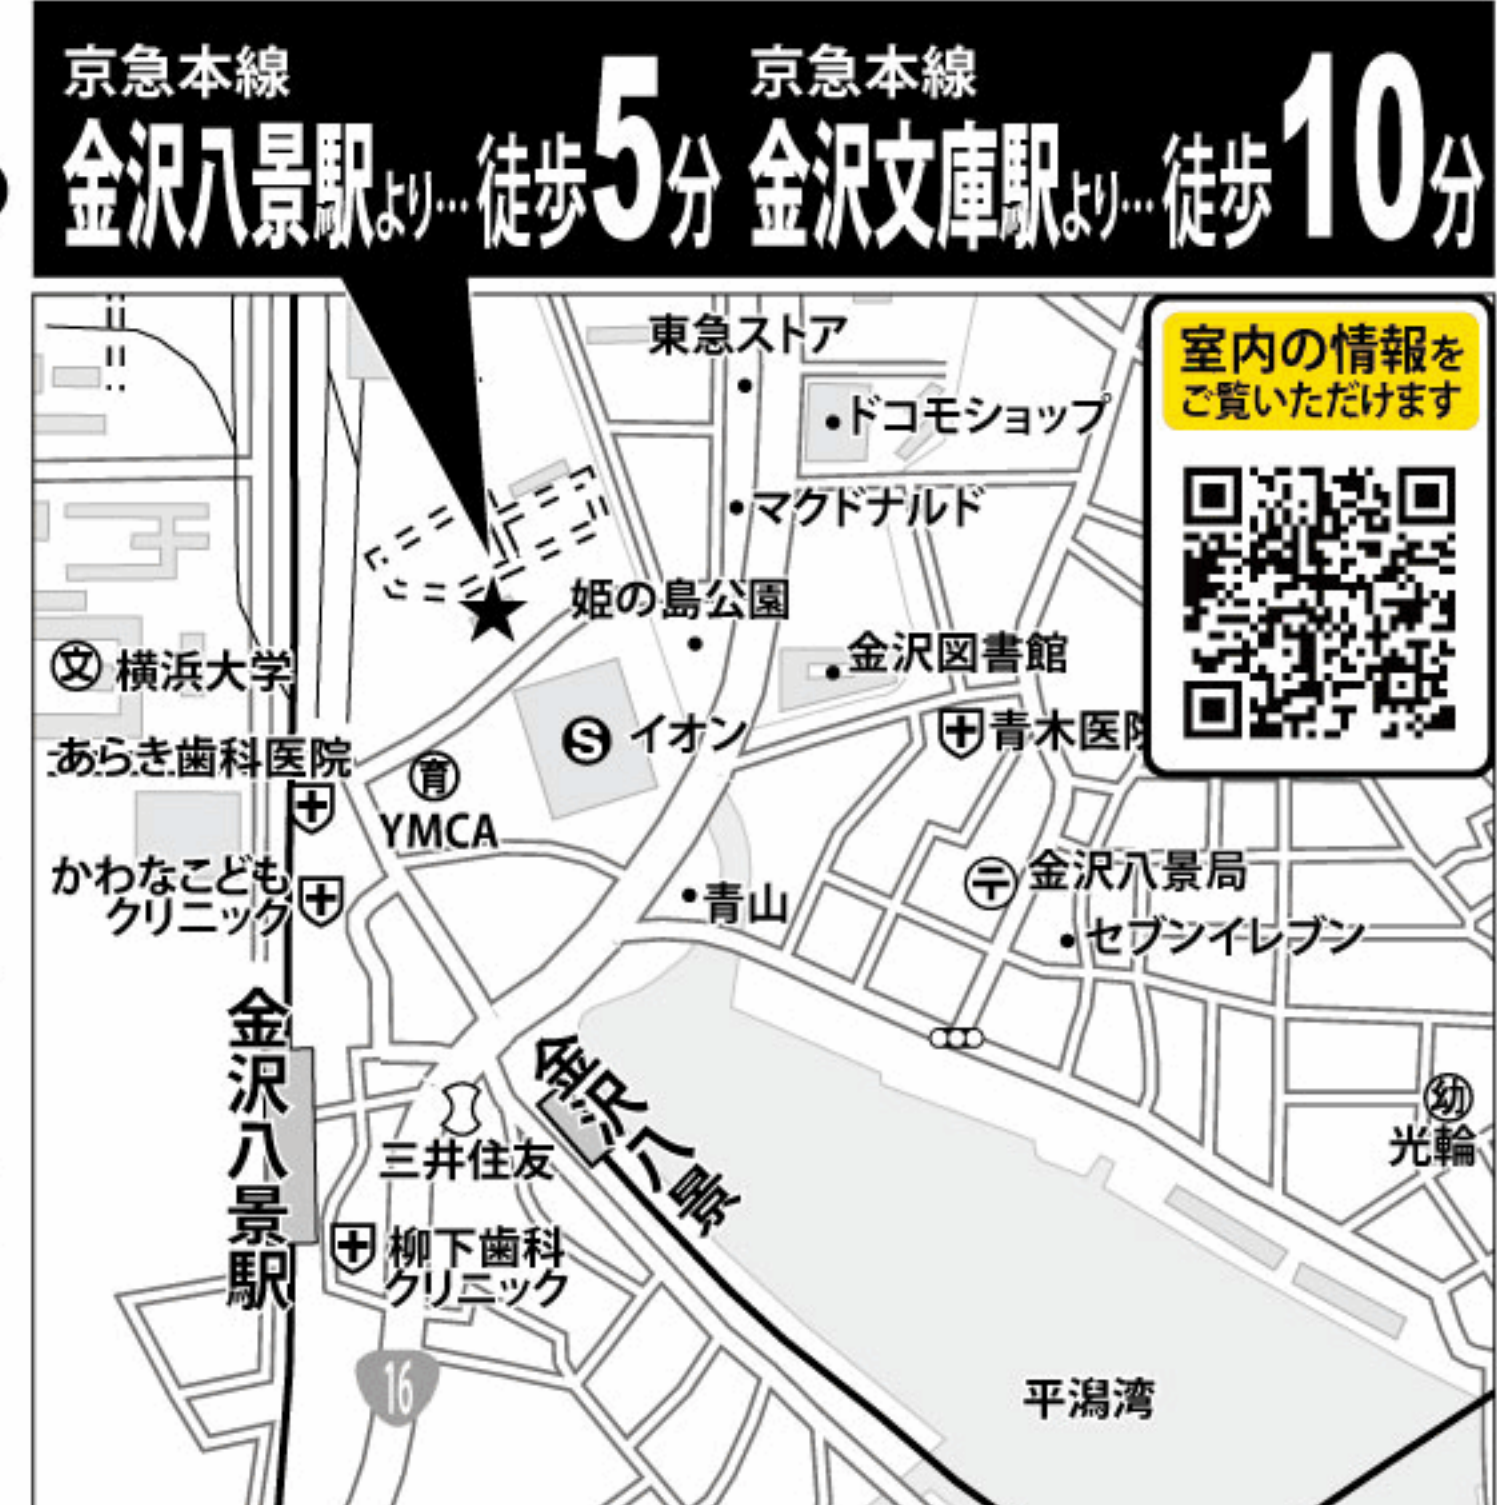 京急本線
金沢八景駅より…徒歩5分
京急本線
金沢文庫駅より…徒歩10分
室内の情報を
ご覧いただけます
東急ストア
ドコモショップ
マクドナルド
姫の島公園
金沢図書館
文 横浜大学
S イオン
青木医院
あらき歯科医院
育
YMCA
かわなこども
クリニック
青山
金沢八景局
セブンイレブン
金沢八景駅
金沢八景
三井住友
幼
光輪
柳下歯科
クリニック
16
平潟湾